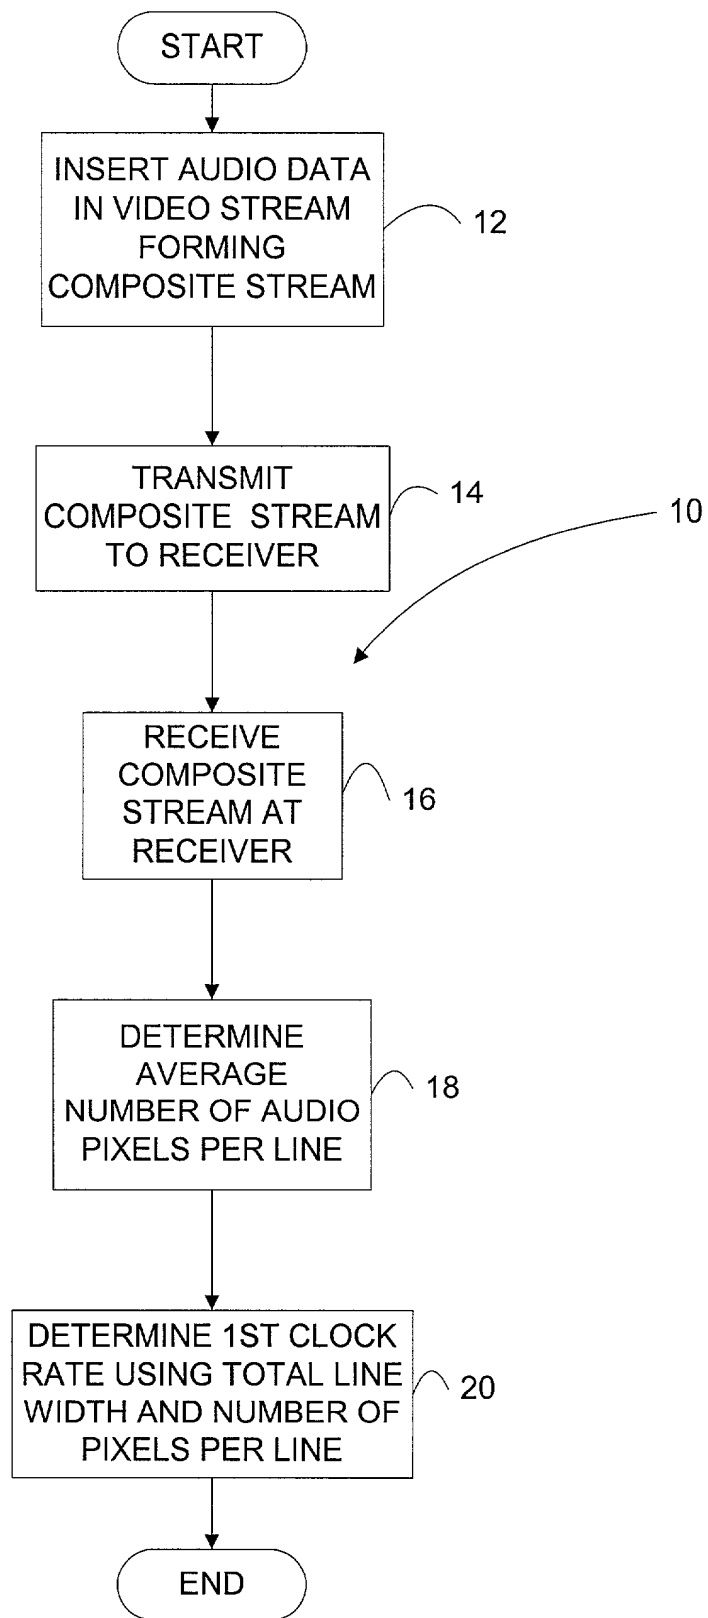 START
INSERT AUDIO DATA
IN VIDEO STREAM
FORMING
COMPOSITE STREAM
12
TRANSMIT
COMPOSITE STREAM
TO RECEIVER
14
10
RECEIVE
COMPOSITE
STREAM AT
RECEIVER
16
DETERMINE
AVERAGE
NUMBER OF AUDIO
PIXELS PER LINE
18
DETERMINE 1ST CLOCK
RATE USING TOTAL LINE
WIDTH AND NUMBER OF
PIXELS PER LINE
20
END